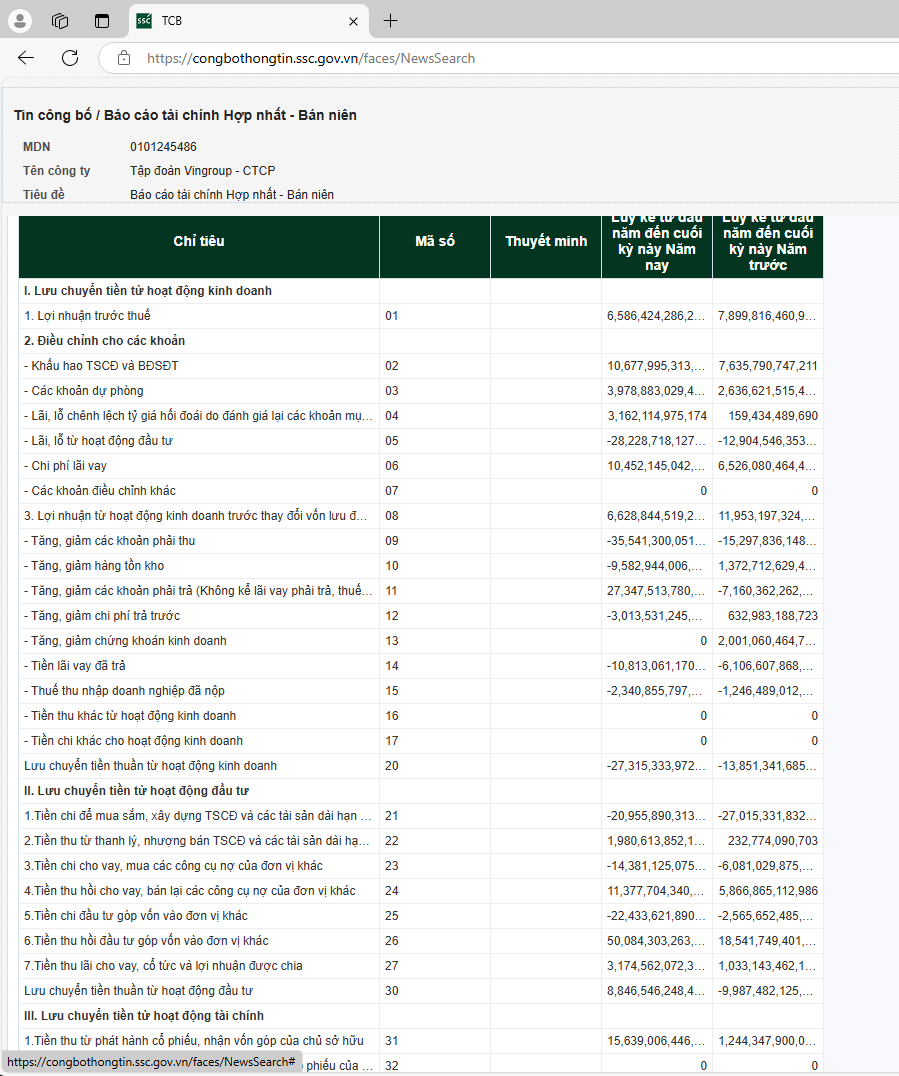 ssc TCB
https://congbothongtin.ssc.gov.vn/faces/NewsSearch
Tin công bố / Báo cáo tài chính Hợp nhất - Bán niên
MDN 0101245486
Tên công ty Tập đoàn Vingroup - CTCP
Tiêu đề Báo cáo tài chính Hợp nhất - Bán niên
Chỉ tiêu Mã số Thuyết minh Lũy kế từ đầu năm đến cuối kỳ này Năm nay Lũy kế từ đầu năm đến cuối kỳ này Năm trước
I. Lưu chuyển tiền từ hoạt động kinh doanh
1. Lợi nhuận trước thuế 01 6,586,424,286,2... 7,899,816,460,9...
2. Điều chỉnh cho các khoản
- Khấu hao TSCĐ và BĐSĐT 02 10,677,995,313,... 7,635,790,747,211
- Các khoản dự phòng 03 3,978,883,029,4... 2,636,621,515,4...
- Lãi, lỗ chênh lệch tỷ giá hối đoái do đánh giá lại các khoản mụ... 04 3,162,114,975,174 159,434,489,690
- Lãi, lỗ từ hoạt động đầu tư 05 -28,228,718,127... -12,904,546,353...
- Chi phí lãi vay 06 10,452,145,042,... 6,526,080,464,4...
- Các khoản điều chỉnh khác 07 0 0
3. Lợi nhuận từ hoạt động kinh doanh trước thay đổi vốn lưu đ... 08 6,628,844,519,2... 11,953,197,324,...
- Tăng, giảm các khoản phải thu 09 -35,541,300,051... -15,297,836,148...
- Tăng, giảm hàng tồn kho 10 -9,582,944,006,... 1,372,712,629,4...
- Tăng, giảm các khoản phải trả (Không kể lãi vay phải trả, thuế... 11 27,347,513,780,... -7,160,362,262,...
- Tăng, giảm chi phí trả trước 12 -3,013,531,245,... 632,983,188,723
- Tăng, giảm chứng khoán kinh doanh 13 0 2,001,060,464,7...
- Tiền lãi vay đã trả 14 -10,813,061,170... -6,106,607,868,...
- Thuế thu nhập doanh nghiệp đã nộp 15 -2,340,855,797,... -1,246,489,012,...
- Tiền thu khác từ hoạt động kinh doanh 16 0 0
- Tiền chi khác cho hoạt động kinh doanh 17 0 0
Lưu chuyển tiền thuần từ hoạt động kinh doanh 20 -27,315,333,972... -13,851,341,685...
II. Lưu chuyển tiền từ hoạt động đầu tư
1.Tiền chi để mua sắm, xây dựng TSCĐ và các tài sản dài hạn ... 21 -20,955,890,313... -27,015,331,832...
2.Tiền thu từ thanh lý, nhượng bán TSCĐ và các tài sản dài hạ... 22 1,980,613,852,1... 232,774,090,703
3.Tiền chi cho vay, mua các công cụ nợ của đơn vị khác 23 -14,381,125,075... -6,081,029,875,...
4.Tiền thu hồi cho vay, bán lại các công cụ nợ của đơn vị khác 24 11,377,704,340,... 5,866,865,112,986
5.Tiền chi đầu tư góp vốn vào đơn vị khác 25 -22,433,621,890... -2,565,652,485,...
6.Tiền thu hồi đầu tư góp vốn vào đơn vị khác 26 50,084,303,263,... 18,541,749,401,...
7.Tiền thu lãi cho vay, cổ tức và lợi nhuận được chia 27 3,174,562,072,3... 1,033,143,462,1...
Lưu chuyển tiền thuần từ hoạt động đầu tư 30 8,846,546,248,4... -9,987,482,125,...
III. Lưu chuyển tiền từ hoạt động tài chính
1.Tiền thu từ phát hành cổ phiếu, nhận vốn góp của chủ sở hữu 31 15,639,006,446,... 1,244,347,900,0...
phiếu của ... 32 0 0
https://congbothongtin.ssc.gov.vn/faces/NewsSearch#